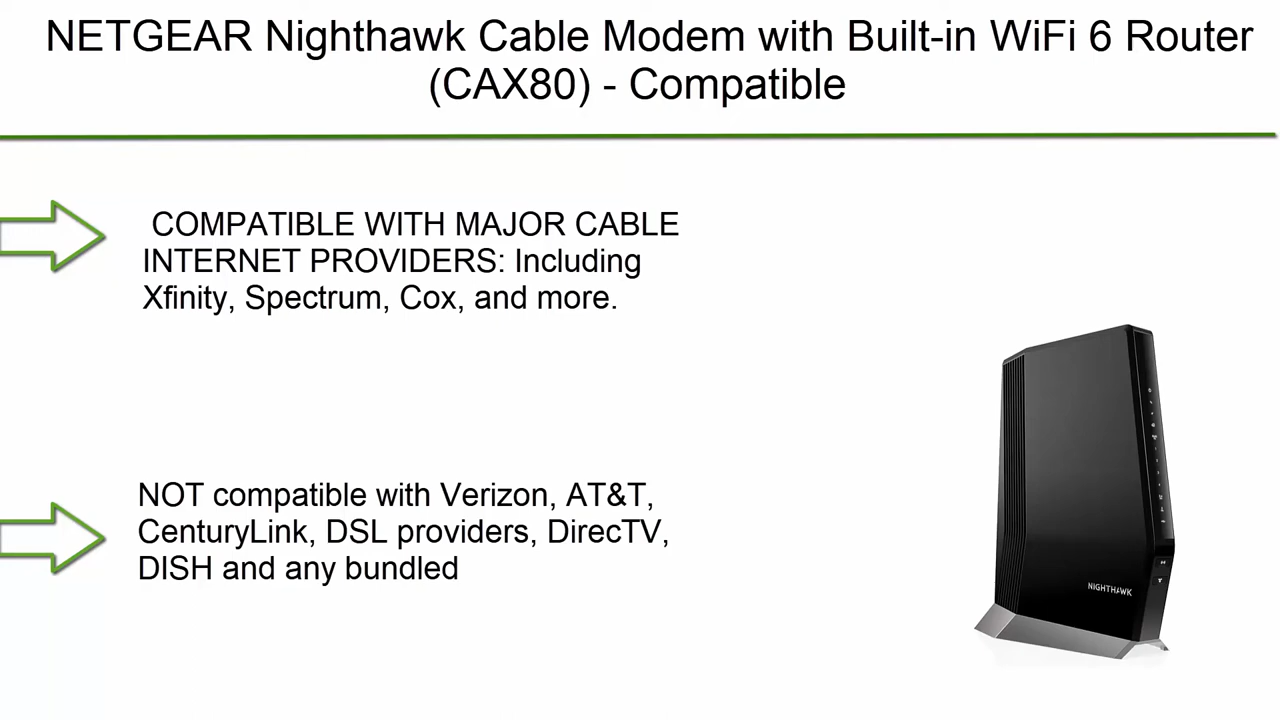 NETGEAR Nighthawk Cable Modem with Built-in WiFi 6 Router
(CAX80) - Compatible
COMPATIBLE WITH MAJOR CABLE
INTERNET PROVIDERS: Including
Xfinity, Spectrum, Cox, and more.
NOT compatible with Verizon, AT&T,
CenturyLink, DSL providers, DirecTV,
DISH and any bundled
NIGHTHAWK